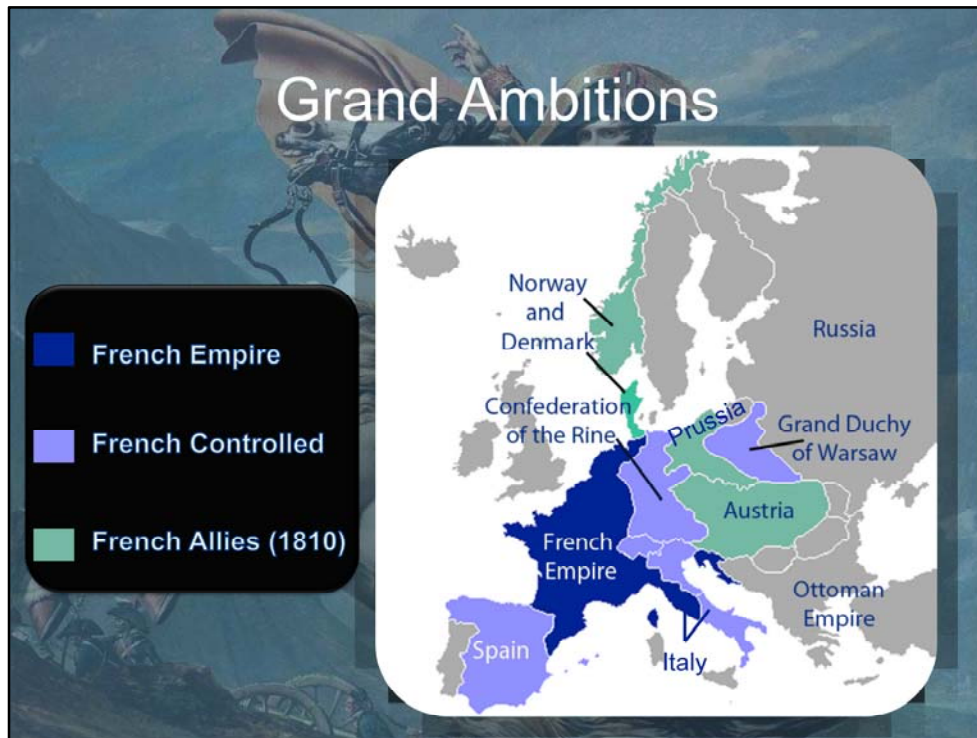 Grand Ambitions
French Empire
French Controlled
French Allies (1810)
Norway
and
Denmark
Confederation
of the Rine
Prussia
Russia
Grand Duchy
of Warsaw
Austria
French
Empire
Ottoman
Empire
Spain
Italy